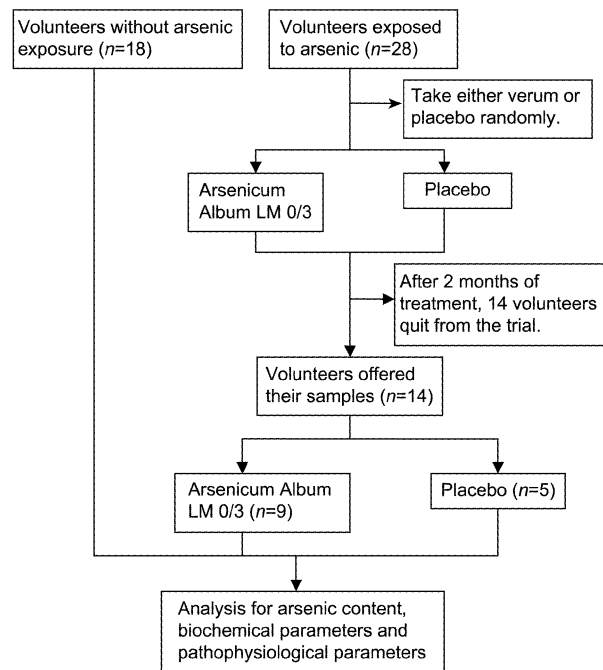 Volunteers without arsenic
exposure (n=18)
Volunteers exposed
to arsenic (n=28)
Take either verum or
placebo randomly.
Arsenicum
Album LM 0/3
Placebo
After 2 months of
treatment, 14 volunteers
quit from the trial.
Volunteers offered
their samples (n=14)
Arsenicum Album
LM 0/3 (n=9)
Placebo (n=5)
Analysis for arsenic content,
biochemical parameters and
pathophysiological parameters